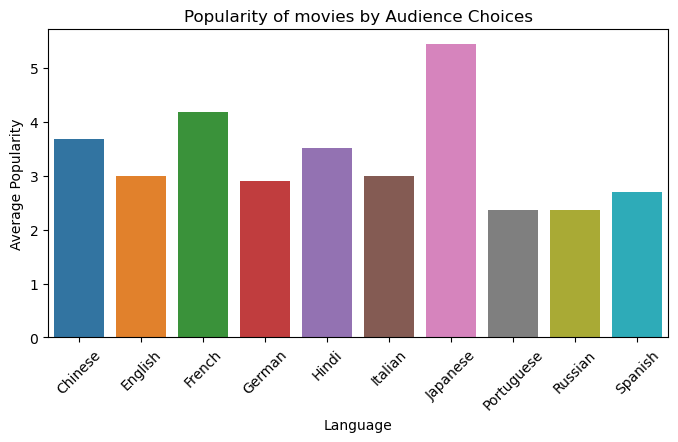 Popularity of movies by Audience Choices
Average Popularity
5
4
3
2
1
0
Chinese
English
French
German
Hindi
Italian
Japanese
Portuguese
Russian
Spanish
Language